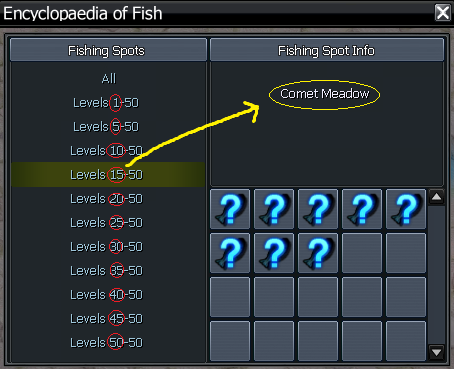 Encyclopaedia of Fish
Fishing Spots
All
Levels 1-50
Levels 5-50
Levels 10-50
Levels 15-50
Levels 20-50
Levels 25-50
Levels 30-50
Levels 35-50
Levels 40-50
Levels 45-50
Levels 50-50
Fishing Spot Info
Comet Meadow
? ? ? ? ?
? ? ?